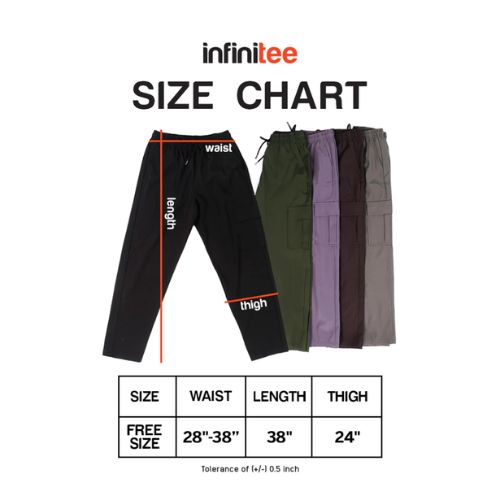 infinitee
SIZE CHART
waist
length
thigh
SIZE WAIST LENGTH THIGH
FREE SIZE 28"-38” 38" 24"
Tolerance of (+/-) 0.5 inch